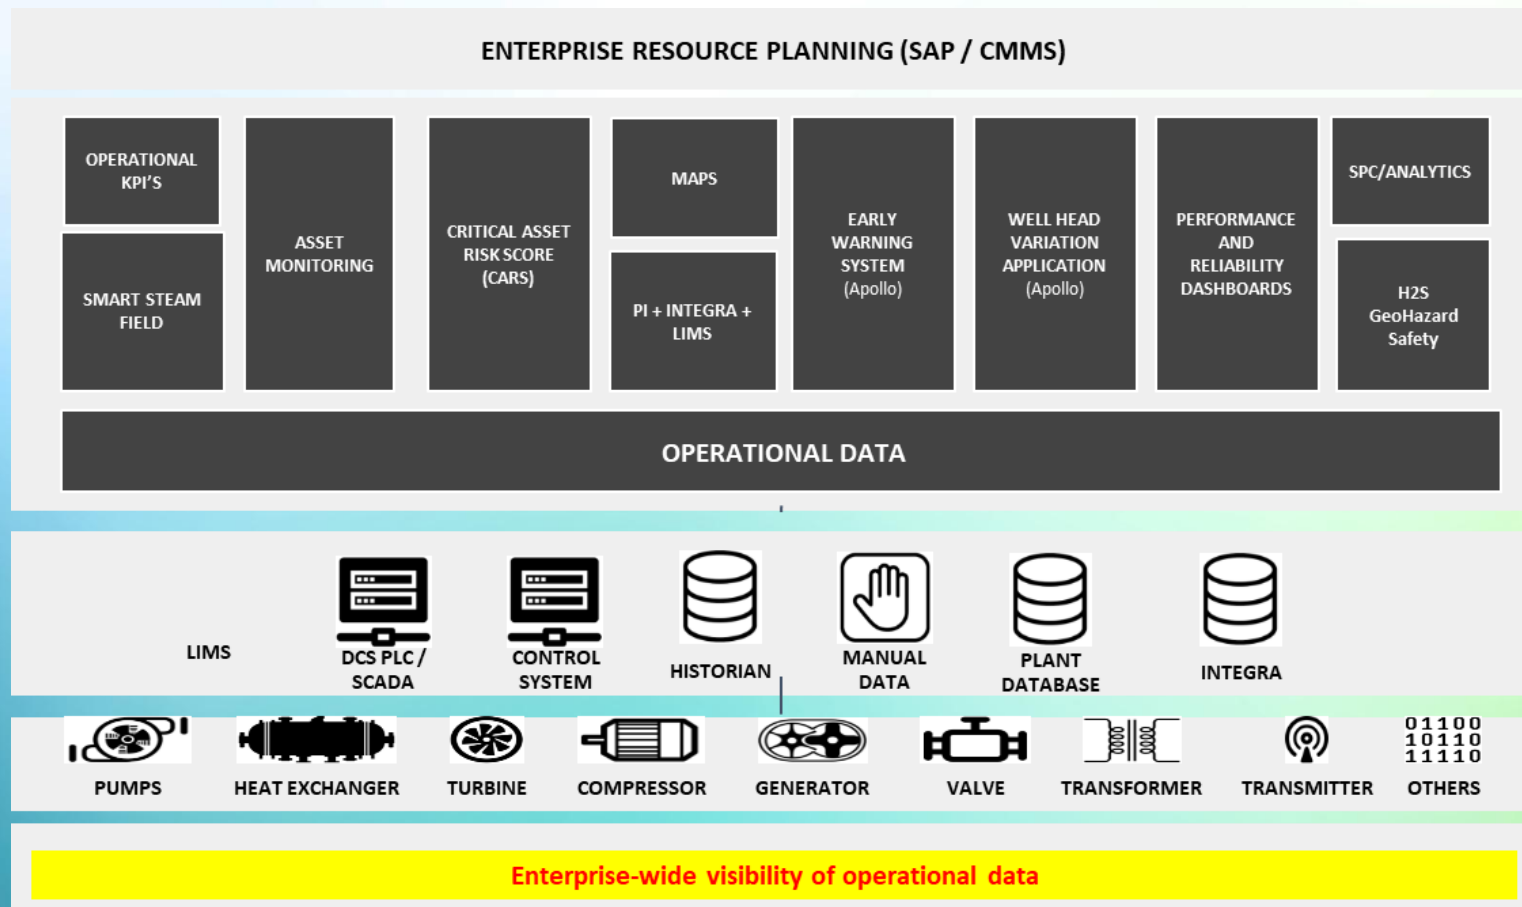 ENTERPRISE RESOURCE PLANNING (SAP / CMMS)
OPERATIONAL
KPI'S
SMART STEAM
FIELD
ASSET
MONITORING
CRITICAL ASSET
RISK SCORE
(CARS)
MAPS
PI + INTEGRA +
LIMS
EARLY
WARNING
SYSTEM
(Apollo)
WELL HEAD
VARIATION
APPLICATION
(Apollo)
PERFORMANCE
AND
RELIABILITY
DASHBOARDS
SPC/ANALYTICS
H2S
GeoHazard
Safety
OPERATIONAL DATA
LIMS
DCS PLC /
SCADA
CONTROL
SYSTEM
HISTORIAN
MANUAL
DATA
PLANT
DATABASE
INTEGRA
PUMPS
HEAT EXCHANGER
TURBINE
COMPRESSOR
GENERATOR
VALVE
TRANSFORMER
TRANSMITTER
01100
10110
11110
OTHERS
Enterprise-wide visibility of operational data